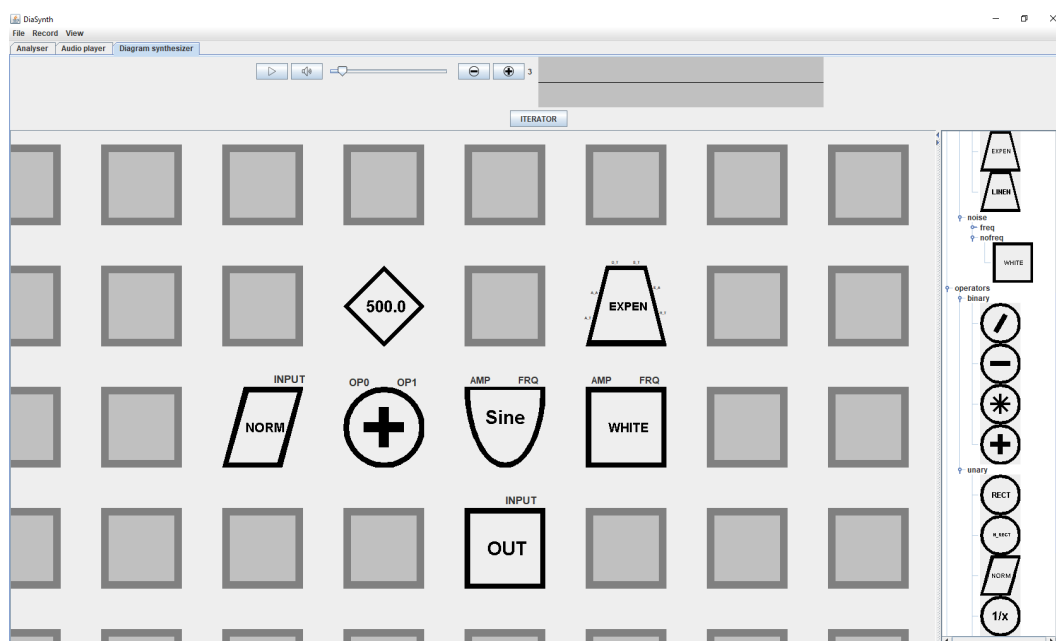 DiaSynth
File Record View
Analyser Audio player Diagram synthesizer
3
ITERATOR
500.0
EXPEN
INPUT
NORM
OP0 OP1
AMP FRQ
Sine
AMP FRQ
WHITE
INPUT
OUT
EXPEN
LINEN
noise
freq
nofreq
WHITE
operators
binary
unary
RECT
H_RECT
NORM
1/x